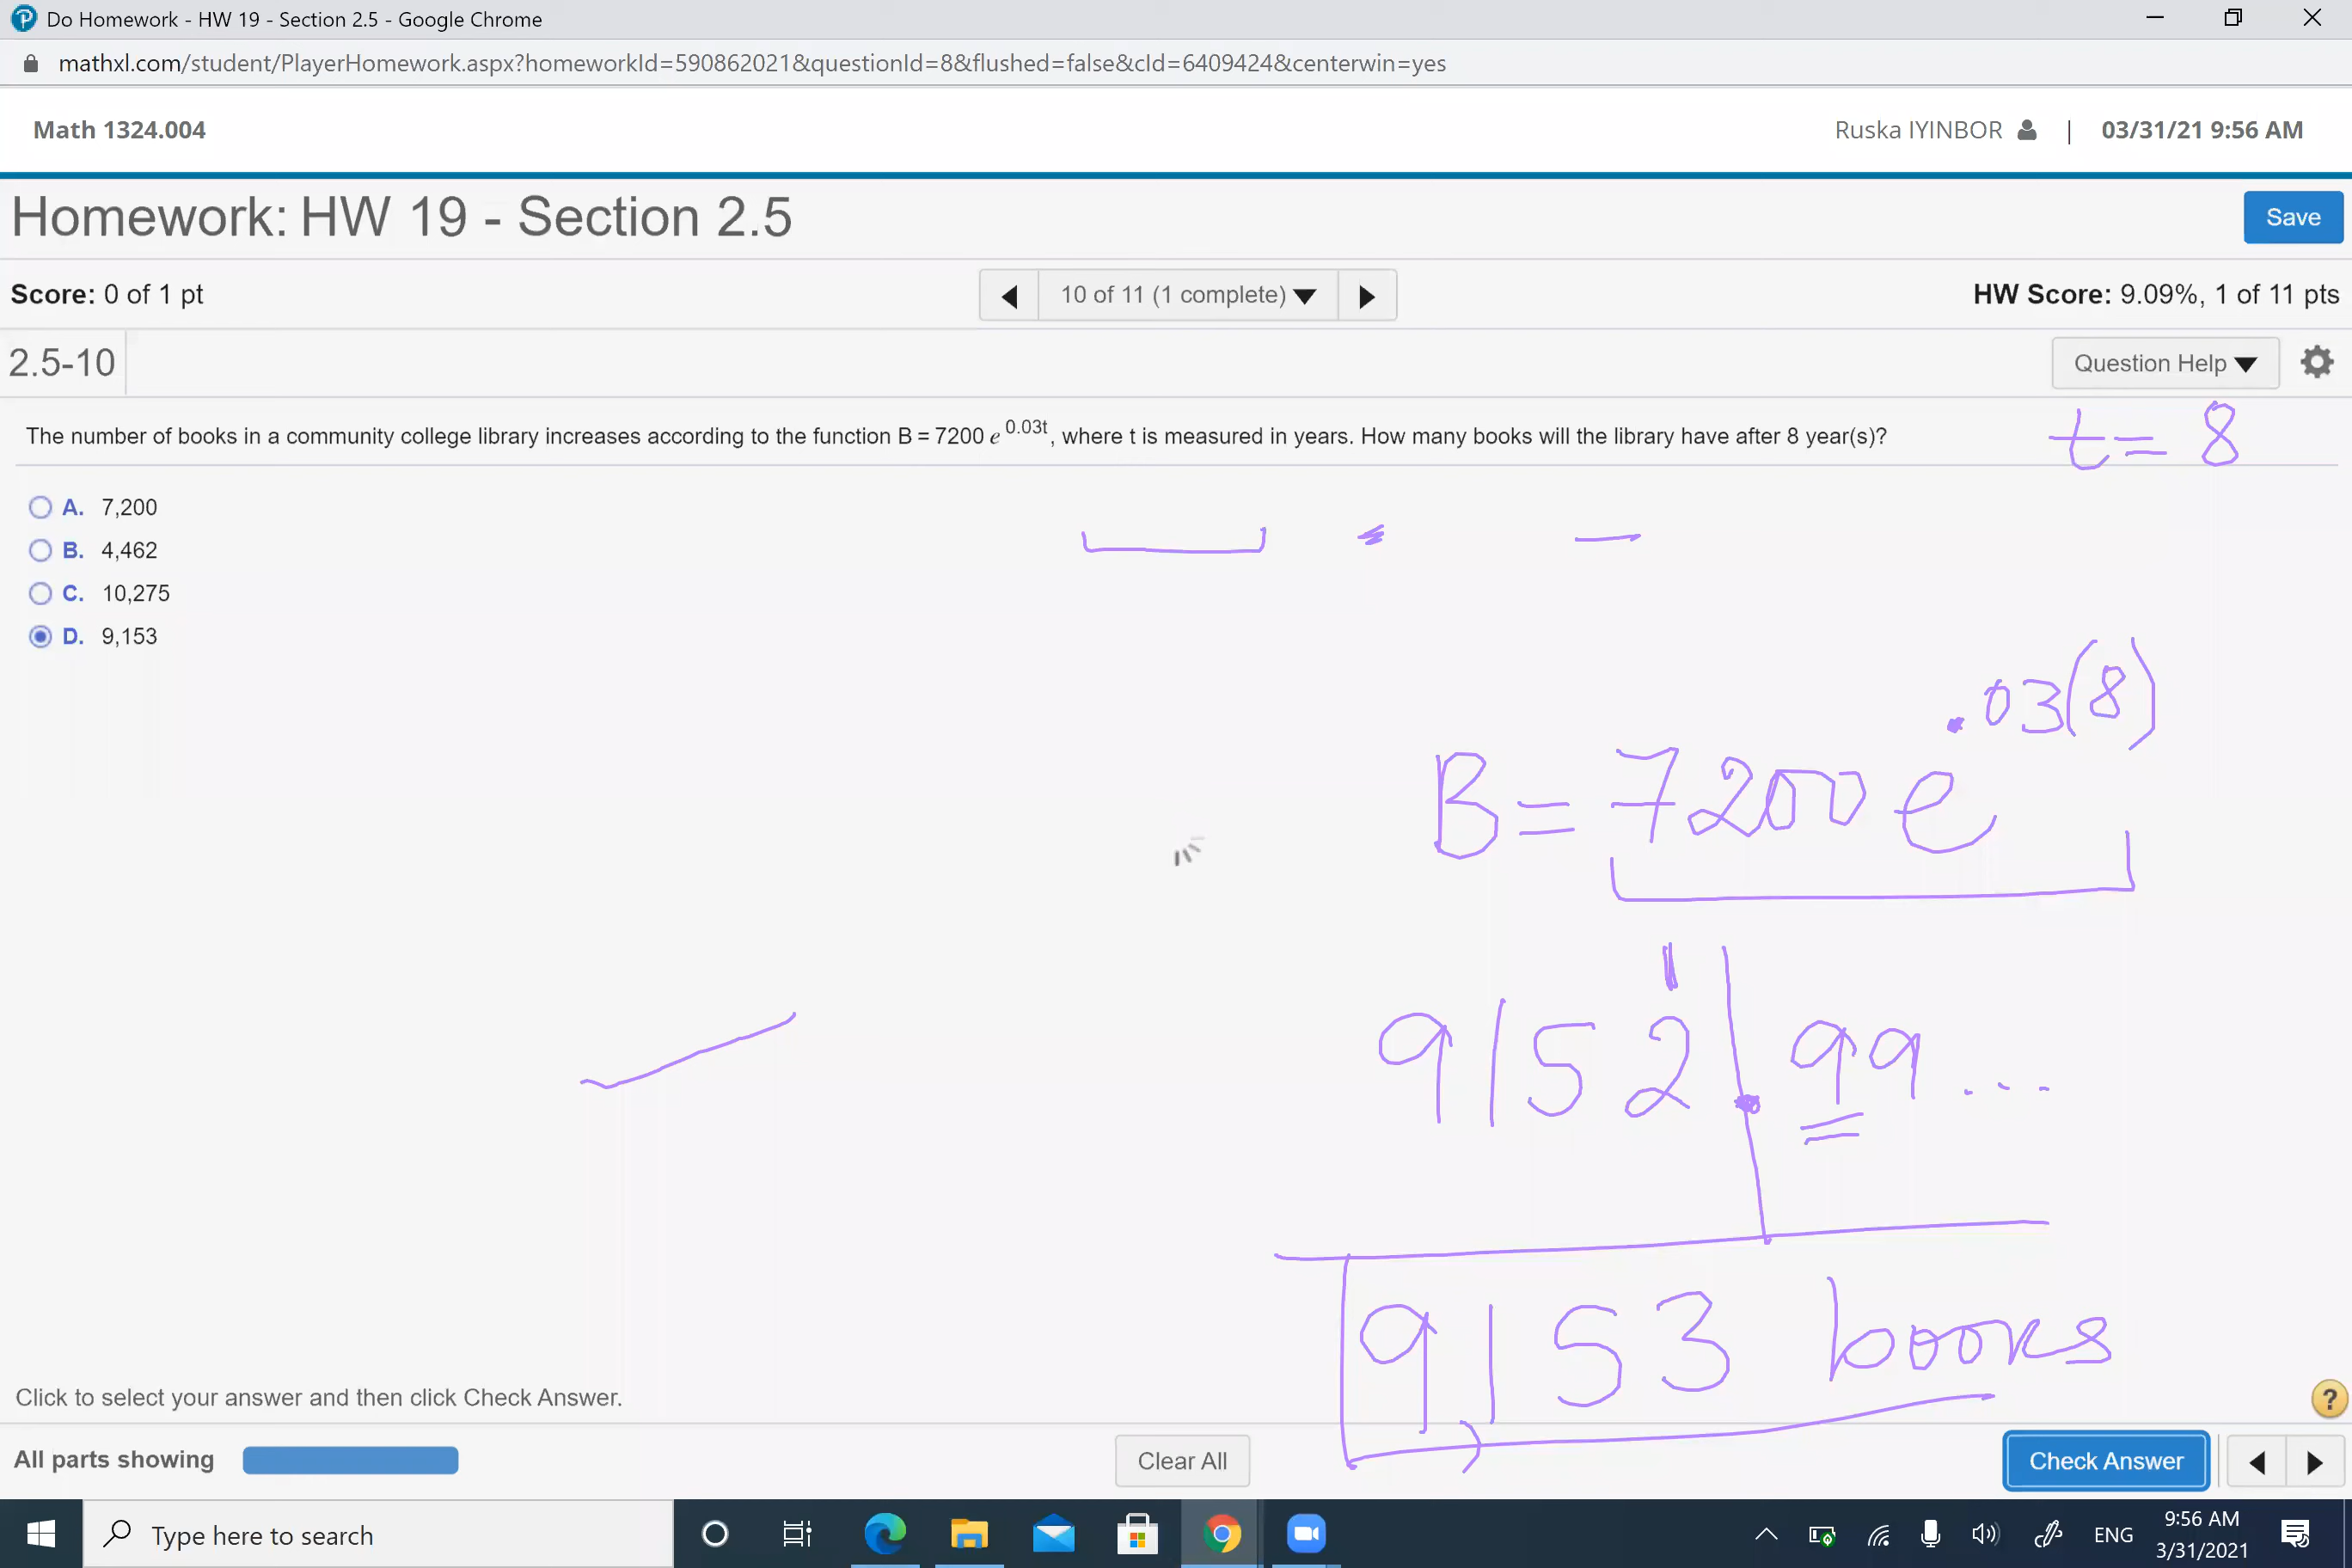 Do Homework - HW 19 - Section 2.5 - Google Chrome
mathxl.com/student/PlayerHomework.aspx?homeworkId=590862021&questionId=8&flushed=false&cId=6409424&centerwin=yes
Math 1324.004
Ruska IYINBOR | 03/31/21 9:56 AM
Homework: HW 19 - Section 2.5
Save
Score: 0 of 1 pt
10 of 11 (1 complete)
HW Score: 9.09%, 1 of 11 pts
2.5-10
Question Help
The number of books in a community college library increases according to the function B = 7200 e^0.03t, where t is measured in years. How many books will the library have after 8 year(s)?
t = 8
A. 7,200
B. 4,462
C. 10,275
D. 9,153
B = 7200 e^.03(8)
9152.99...
9,153 books
Click to select your answer and then click Check Answer.
?
All parts showing
Clear All
Check Answer
Type here to search
ENG
9:56 AM
3/31/2021